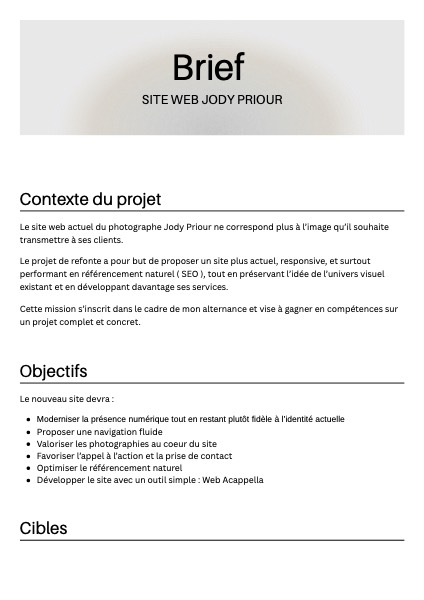 Brief
SITE WEB JODY PRIOUR
Contexte du projet
Le site web actuel du photographe Jody Priour ne correspond plus à l'image qu'il souhaite
transmettre à ses clients.
Le projet de refonte a pour but de proposer un site plus actuel, responsive, et surtout
performant en référencement naturel ( SEO ), tout en préservant l'idée de l'univers visuel
existant et en développant davantage ses services.
Cette mission s'inscrit dans le cadre de mon alternance et vise à gagner en compétences sur
un projet complet et concret.
Objectifs
Le nouveau site devra :
• Moderniser la présence numérique tout en restant plutôt fidèle à l'identité actuelle
• Proposer une navigation fluide
• Valoriser les photographies au coeur du site
• Favoriser l'appel à l'action et la prise de contact
• Optimiser le référencement naturel
• Développer le site avec un outil simple : Web Acappella
Cibles